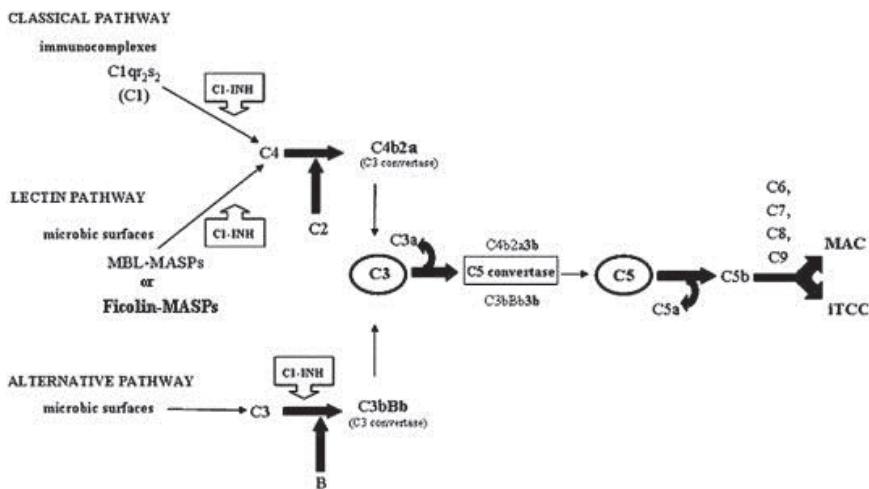 CLASSICAL PATHWAY
immunocomplexes
C1qr₂s₂
(C1)
C1-INH
C4
C4b2a
(C3 convertase)
C2
LECTIN PATHWAY
microbic surfaces
C1-INH
MBL-MASPs
or
Ficolin-MASPs
C3
C3a
C4b2a3b
C5 convertase
C3bBb3b
C5
C5a
C5b
C6,
C7,
C8,
C9
MAC
iTCC
ALTERNATIVE PATHWAY
microbic surfaces
C3
C1-INH
C3bBb
(C3 convertase)
B